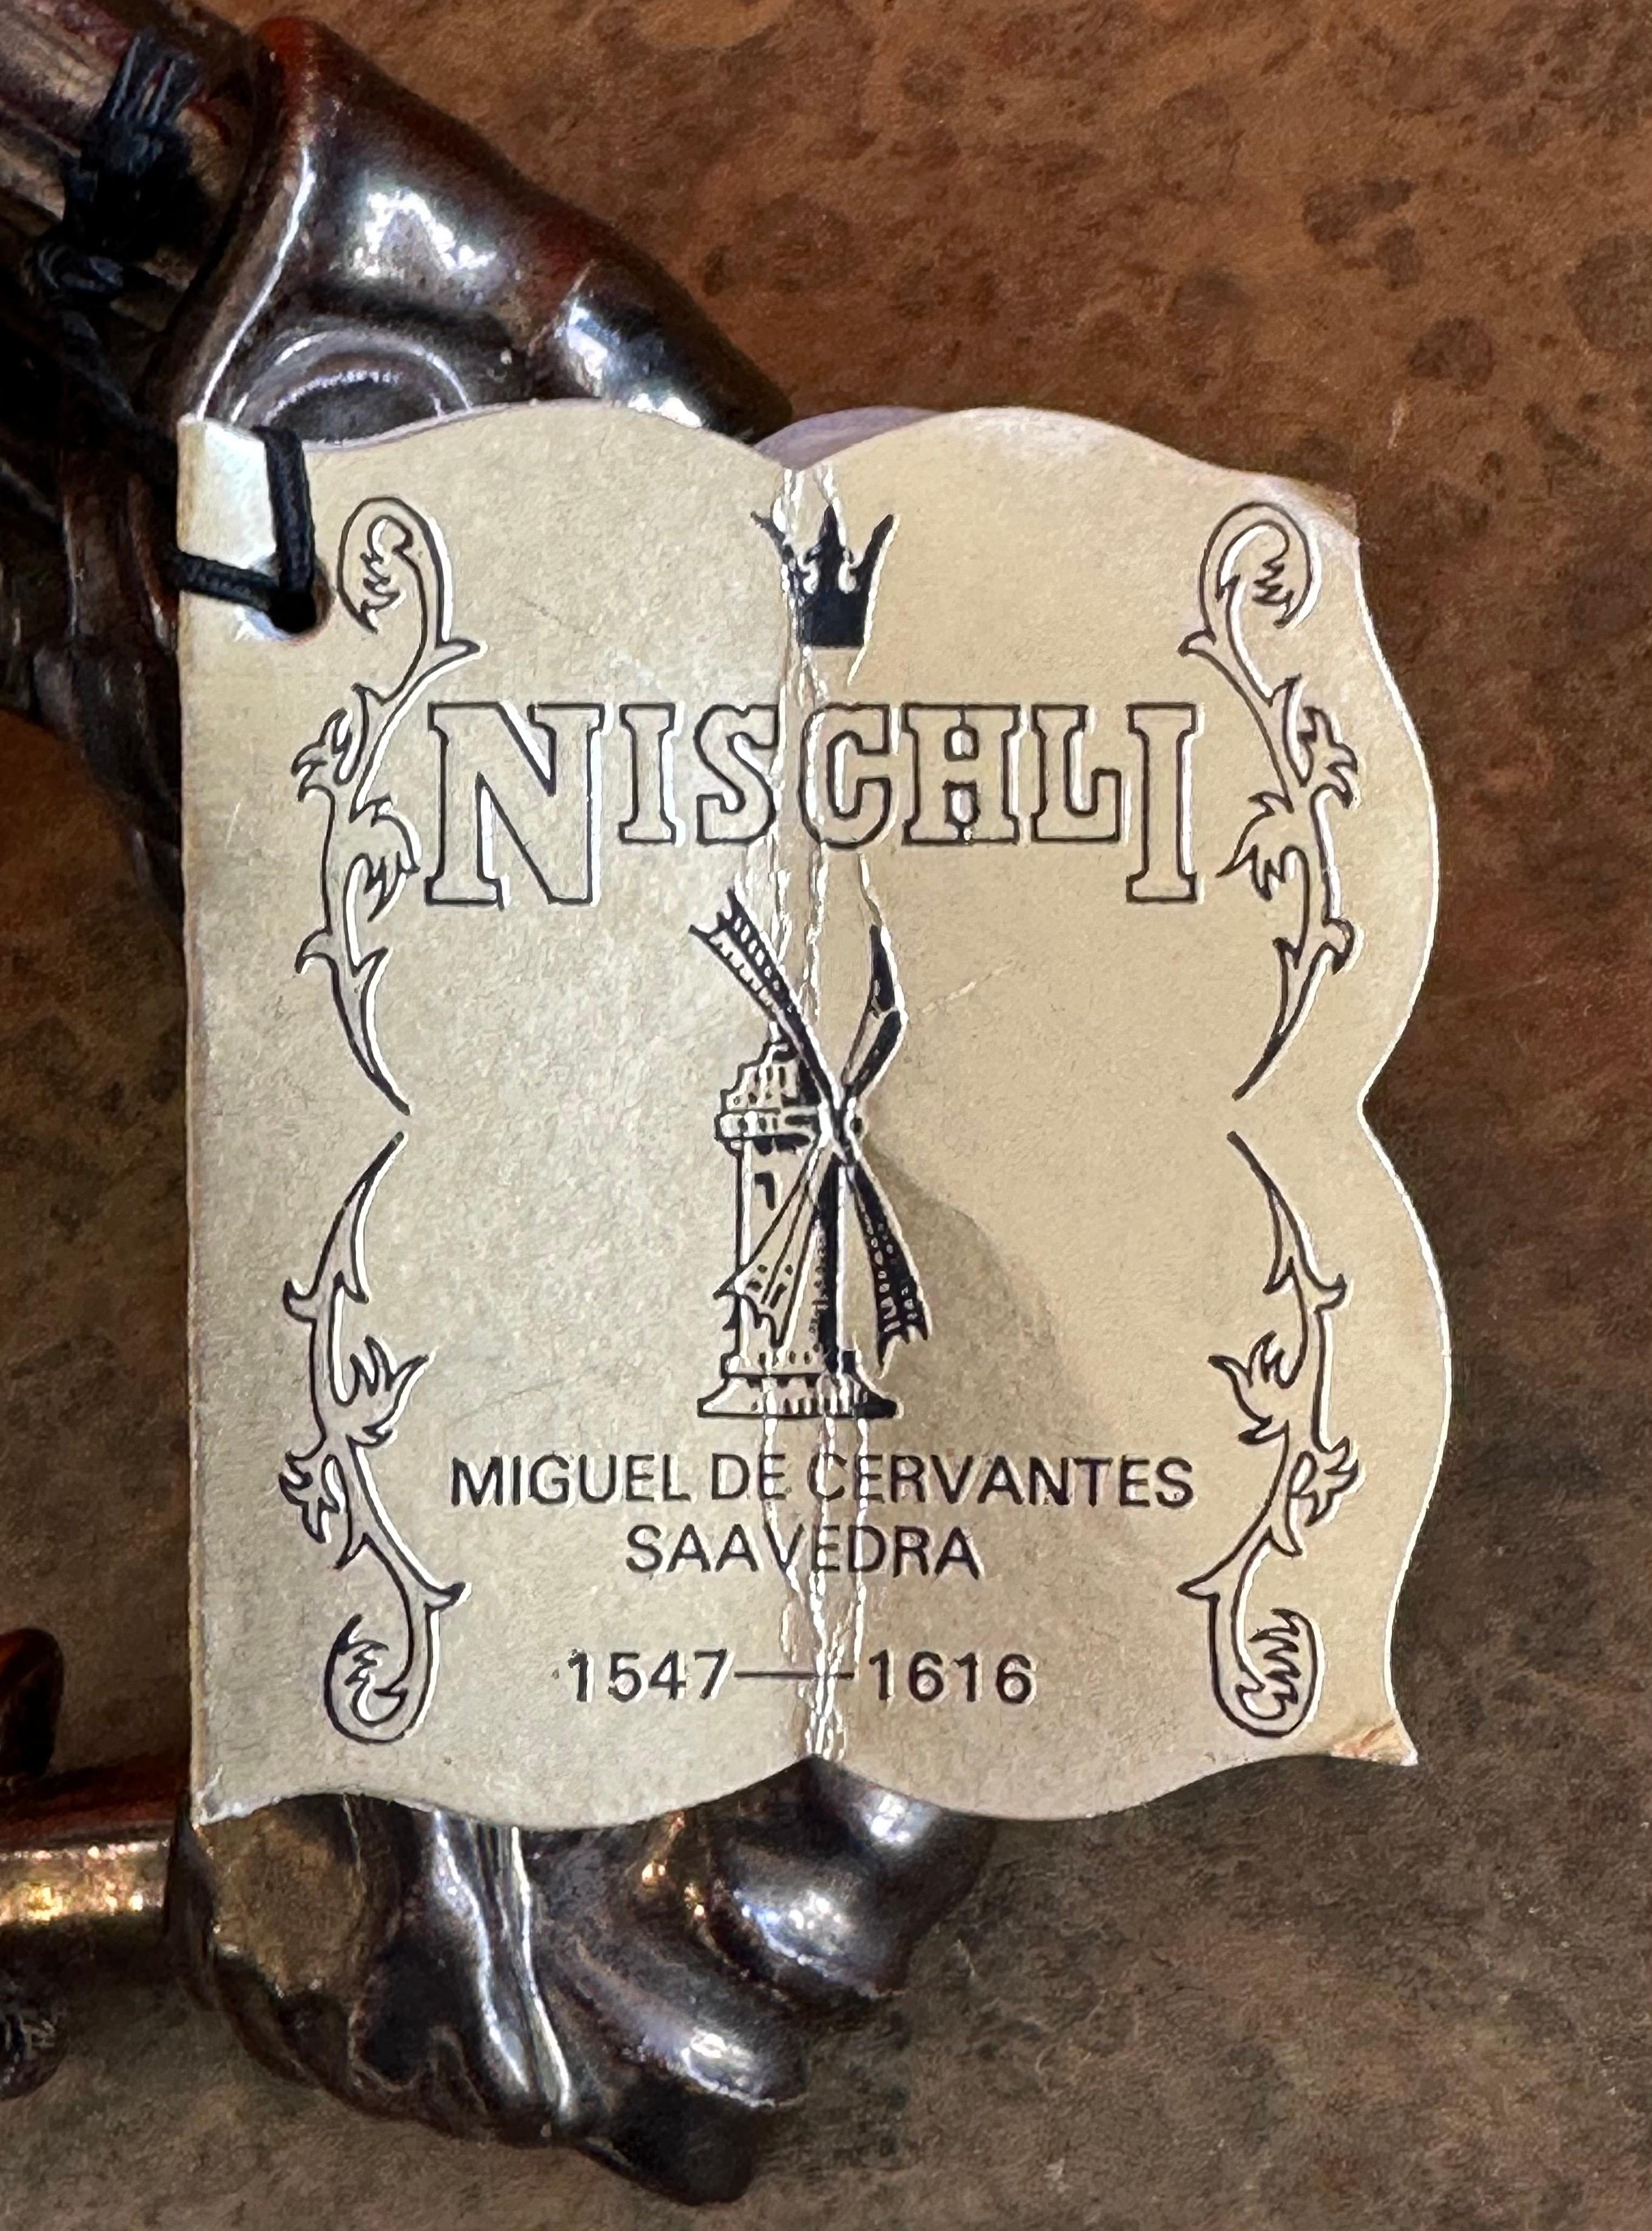 NISCHLI
MIGUEL DE CERVANTES
SAAVEDRA
1547—1616